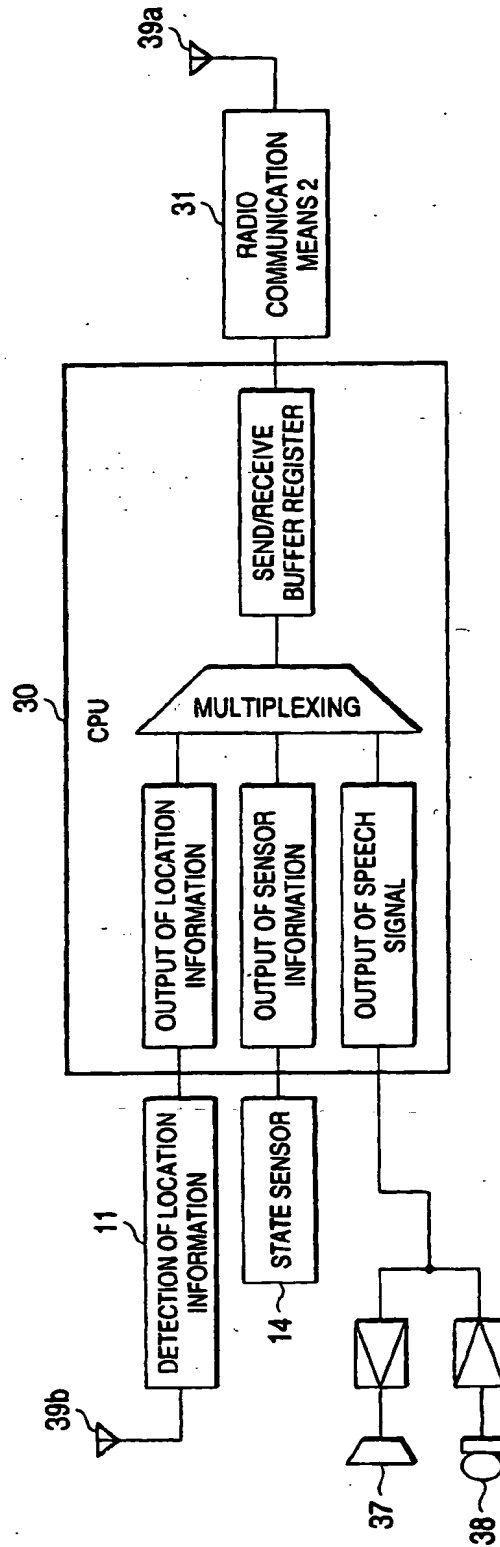 39b
11
DETECTION OF LOCATION
INFORMATION
14
STATE SENSOR
37
38
30
CPU
OUTPUT OF LOCATION
INFORMATION
OUTPUT OF SENSOR
INFORMATION
OUTPUT OF SPEECH
SIGNAL
MULTIPLEXING
SEND/RECEIVE
BUFFER REGISTER
31
RADIO
COMMUNICATION
MEANS 2
39a